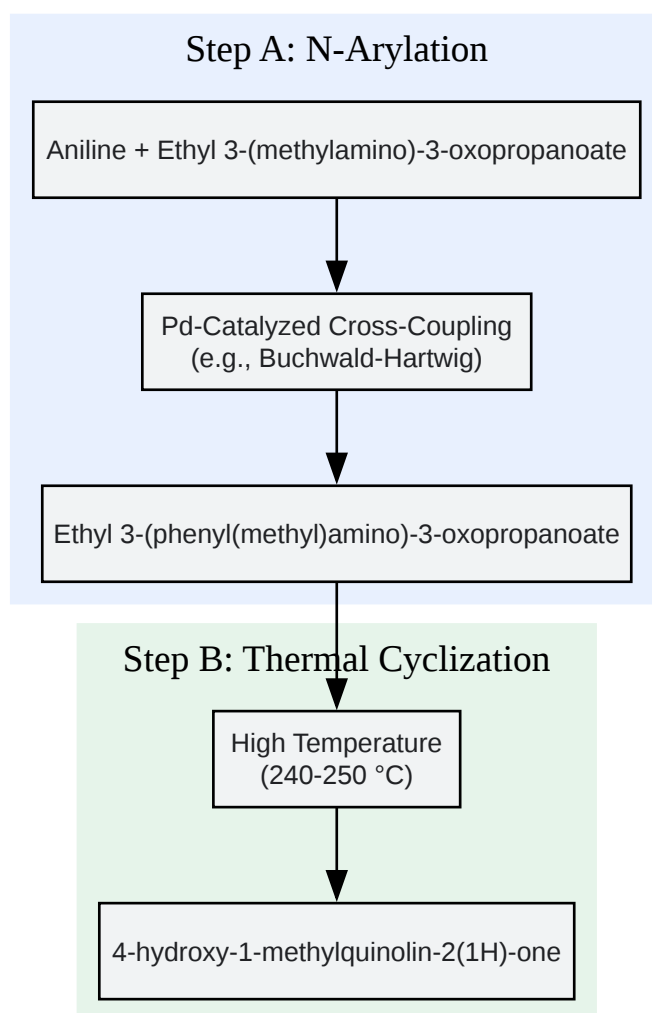 Step A: N-Arylation
Aniline + Ethyl 3-(methylamino)-3-oxopropanoate
Pd-Catalyzed Cross-Coupling
(e.g., Buchwald-Hartwig)
Ethyl 3-(phenyl(methyl)amino)-3-oxopropanoate
Step B: Thermal Cyclization
High Temperature
(240-250 °C)
4-hydroxy-1-methylquinolin-2(1H)-one